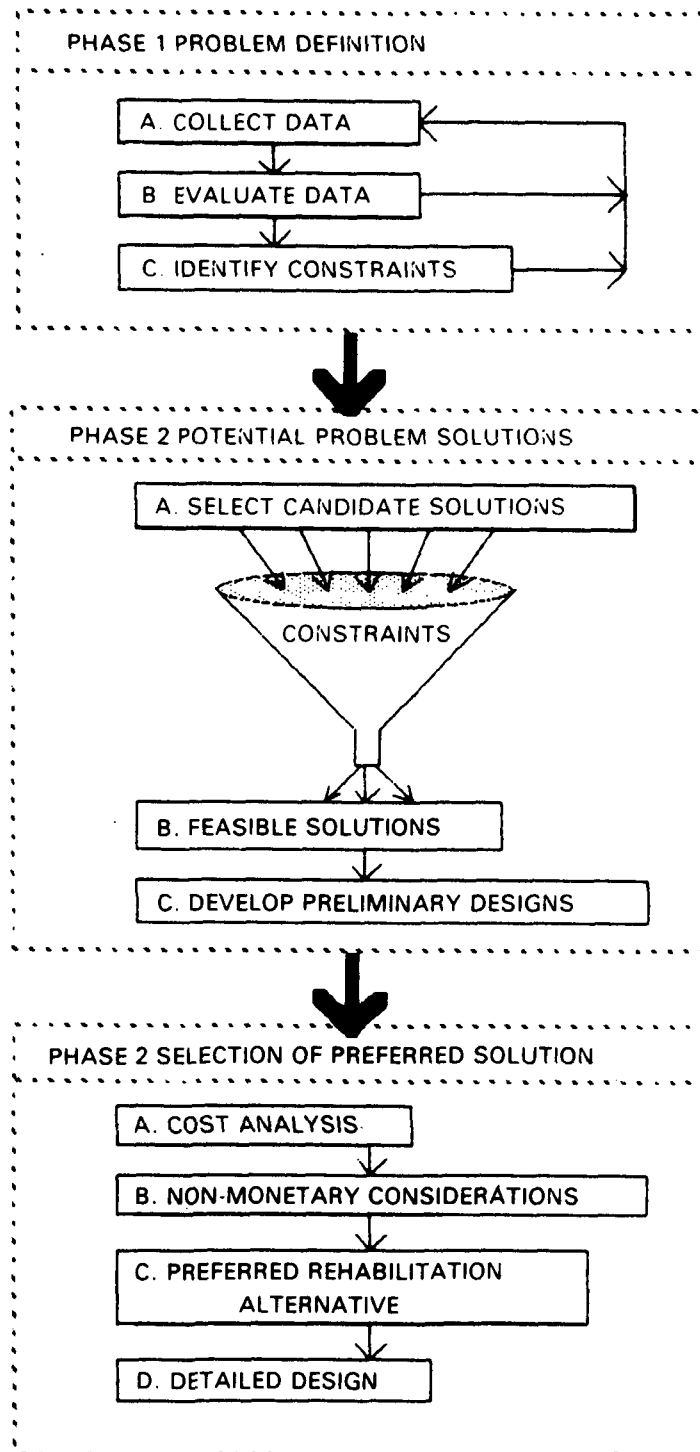 PHASE 1 PROBLEM DEFINITION
A. COLLECT DATA
B EVALUATE DATA
C. IDENTIFY CONSTRAINTS
PHASE 2 POTENTIAL PROBLEM SOLUTIONS
A. SELECT CANDIDATE SOLUTIONS
CONSTRAINTS
B. FEASIBLE SOLUTIONS
C. DEVELOP PRELIMINARY DESIGNS
PHASE 2 SELECTION OF PREFERRED SOLUTION
A. COST ANALYSIS
B. NON-MONETARY CONSIDERATIONS
C. PREFERRED REHABILITATION
ALTERNATIVE
D. DETAILED DESIGN